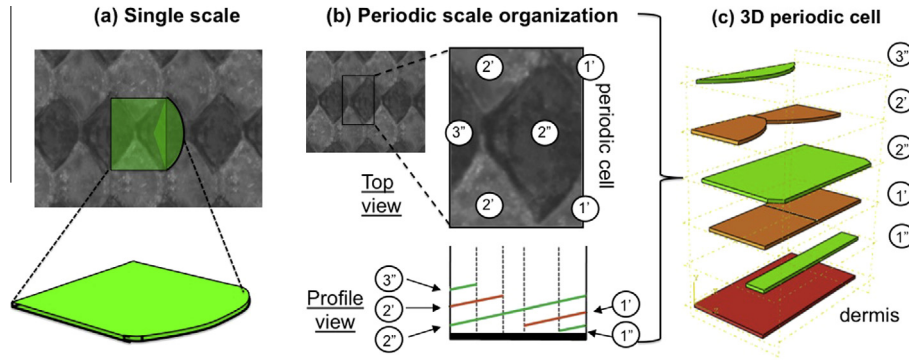 (a) Single scale
(b) Periodic scale organization
(c) 3D periodic cell
2’
1’
3”
2”
2’
1’
periodic cell
Top
view
3”
2’
2”
Profile
view
1’
1”
3”
2’
2”
1’
1”
dermis